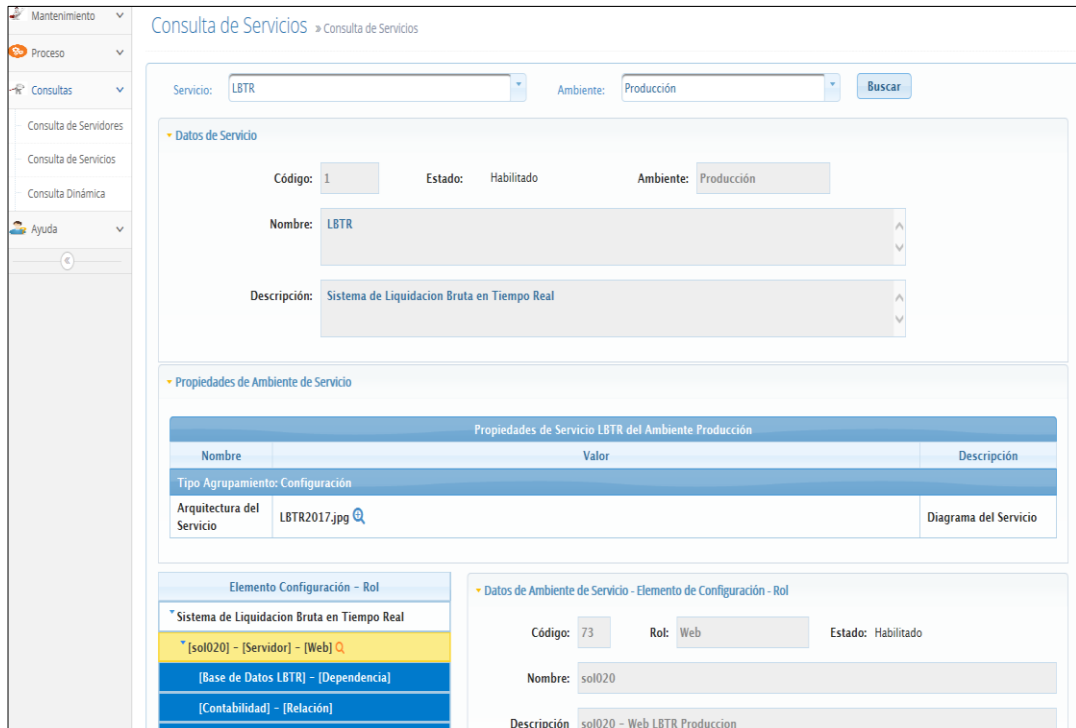 Mantenimiento
Proceso
Consultas
Consulta de Servidores
Consulta de Servicios
Consulta Dinámica
Ayuda
Consulta de Servicios » Consulta de Servicios
Servicio: LBTR Ambiente: Producción Buscar
Datos de Servicio
Código: 1 Estado: Habilitado Ambiente: Producción
Nombre: LBTR
Descripción: Sistema de Liquidacion Bruta en Tiempo Real
Propiedades de Ambiente de Servicio
Propiedades de Servicio LBTR del Ambiente Producción
Nombre Valor Descripción
Tipo Agrupamiento: Configuración
Arquitectura del
Servicio LBTR2017.jpg Diagrama del Servicio
Elemento Configuración - Rol
Sistema de Liquidacion Bruta en Tiempo Real
[sol020] - [Servidor] - [Web]
[Base de Datos LBTR] - [Dependencia]
[Contabilidad] - [Relación]
Datos de Ambiente de Servicio - Elemento de Configuración - Rol
Código: 73 Rol: Web Estado: Habilitado
Nombre: sol020
Descripción sol020 - Web LBTR Produccion